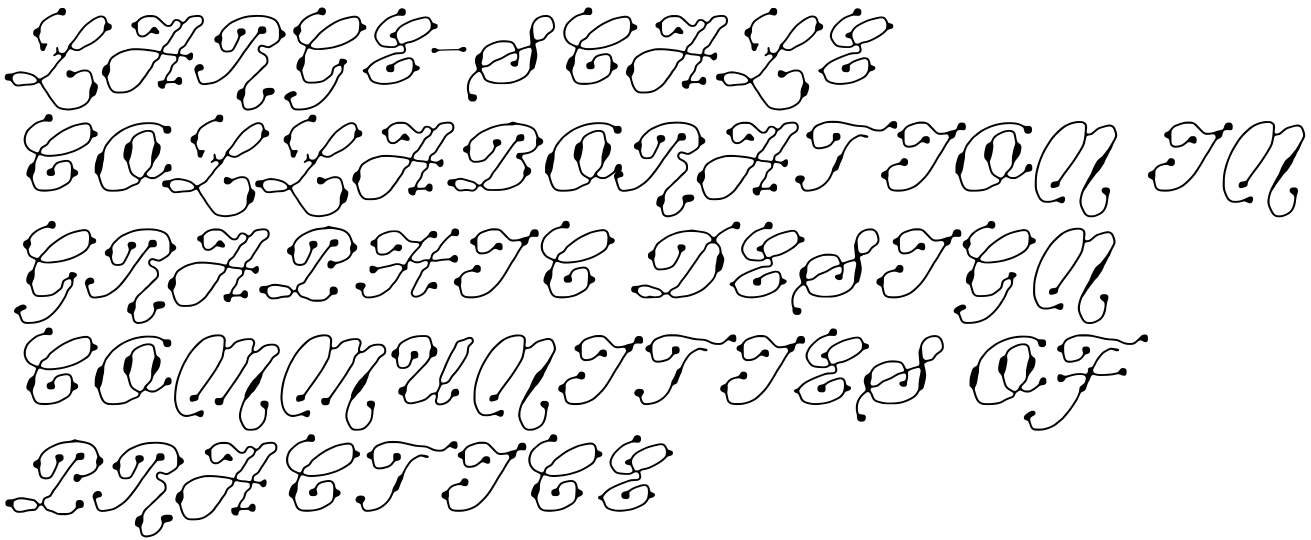 LARGE-SCALE
COLLABORATION IN
GRAPHIC DESIGN
COMMUNITIES OF
PRACTICE